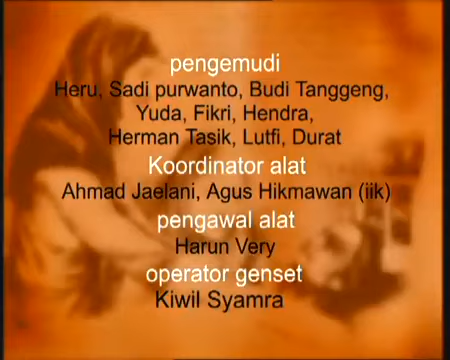 pengemudi
Heru, Sadi purwanto, Budi Tanggeng,
Yuda, Fikri, Hendra,
Herman Tasik, Lutfi, Durat
Koordinator alat
Ahmad Jaelani, Agus Hikmawan (iik)
pengawal alat
Harun Very
operator genset
Kiwil Syamra